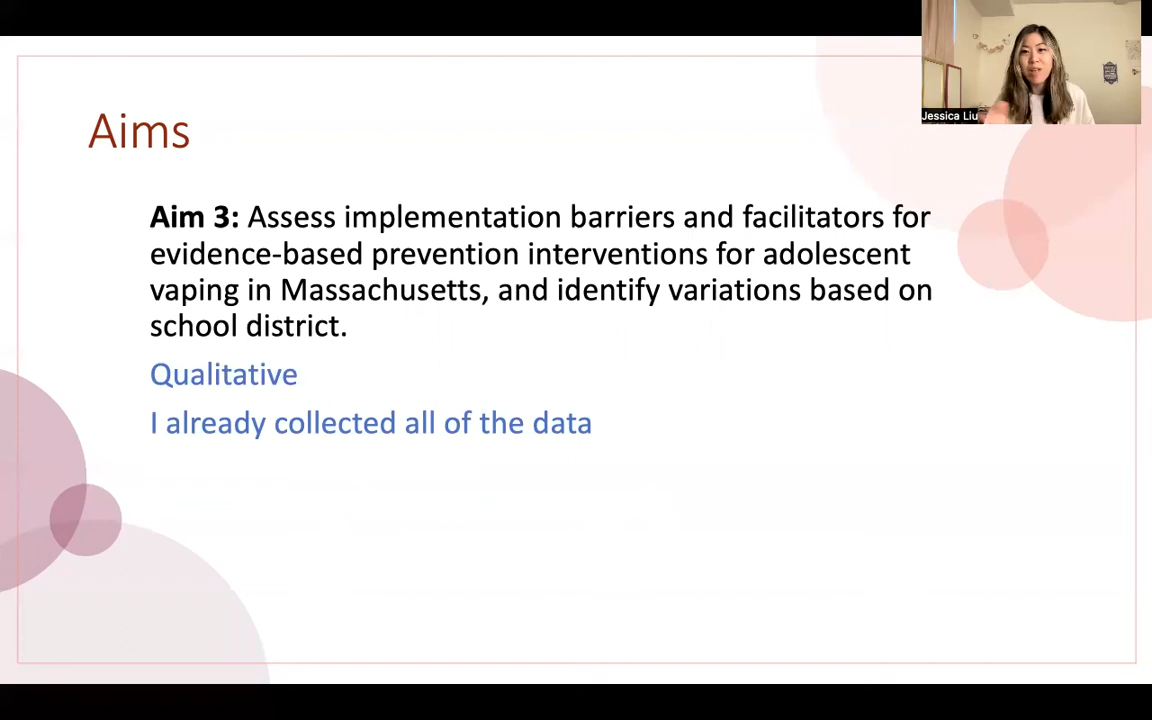 Jessica Liu
Aims
Aim 3: Assess implementation barriers and facilitators for
evidence-based prevention interventions for adolescent
vaping in Massachusetts, and identify variations based on
school district.
Qualitative
I already collected all of the data